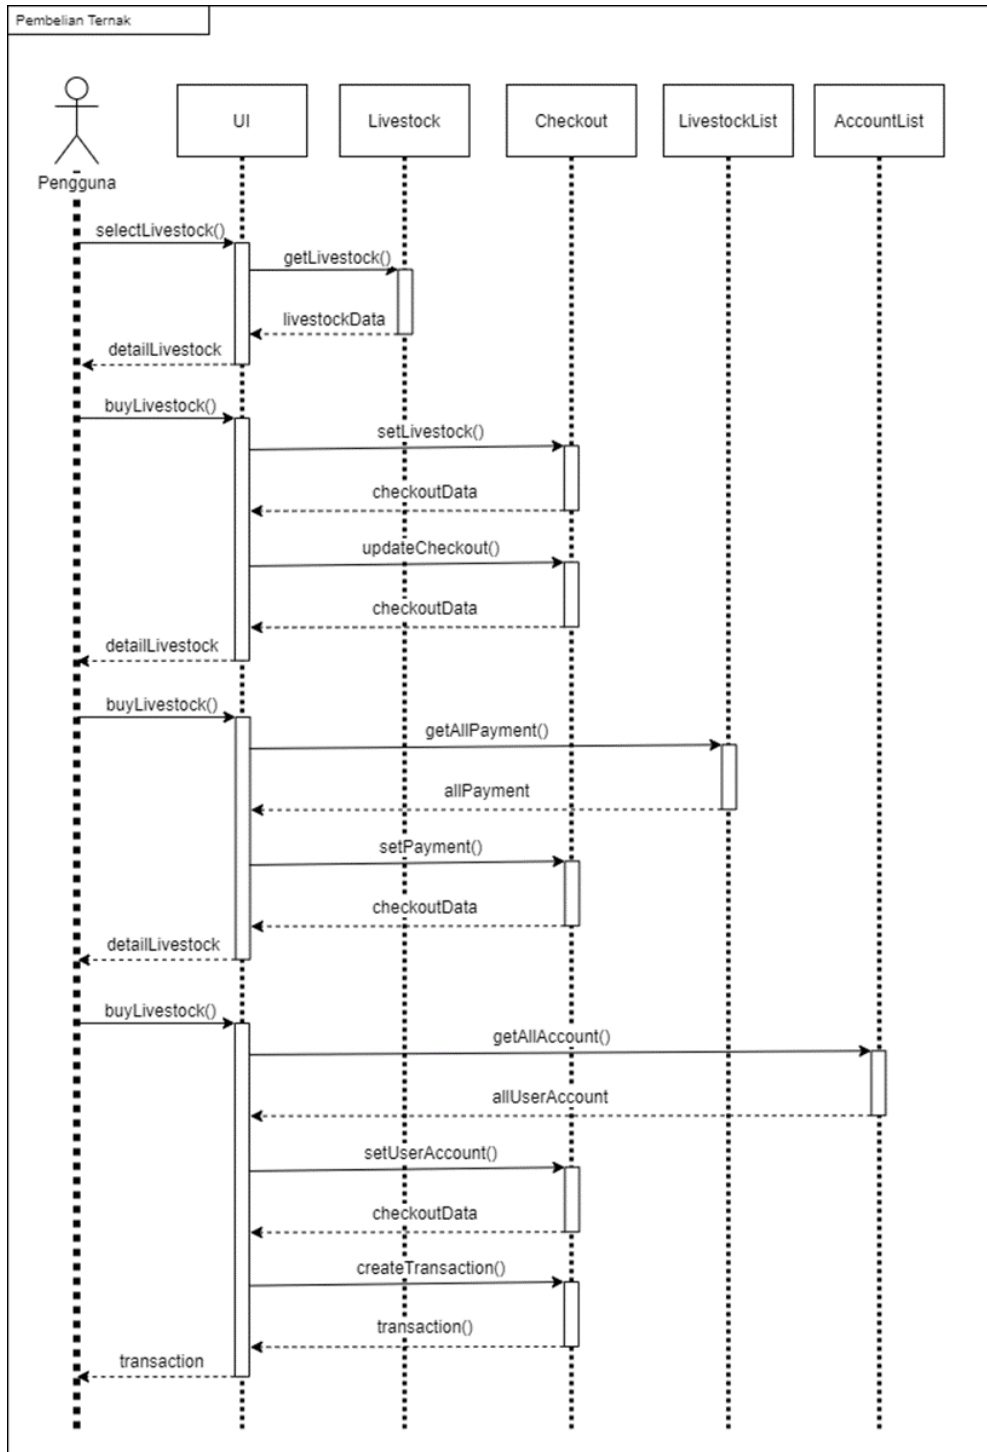 Pembelian Ternak
UI
Livestock
Checkout
LivestockList
AccountList
Pengguna
selectLivestock()
getLivestock()
livestockData
detailLivestock
buyLivestock()
setLivestock()
checkoutData
updateCheckout()
checkoutData
detailLivestock
buyLivestock()
getAllPayment()
allPayment
setPayment()
checkoutData
detailLivestock
buyLivestock()
getAllAccount()
allUserAccount
setUserAccount()
checkoutData
createTransaction()
transaction()
transaction